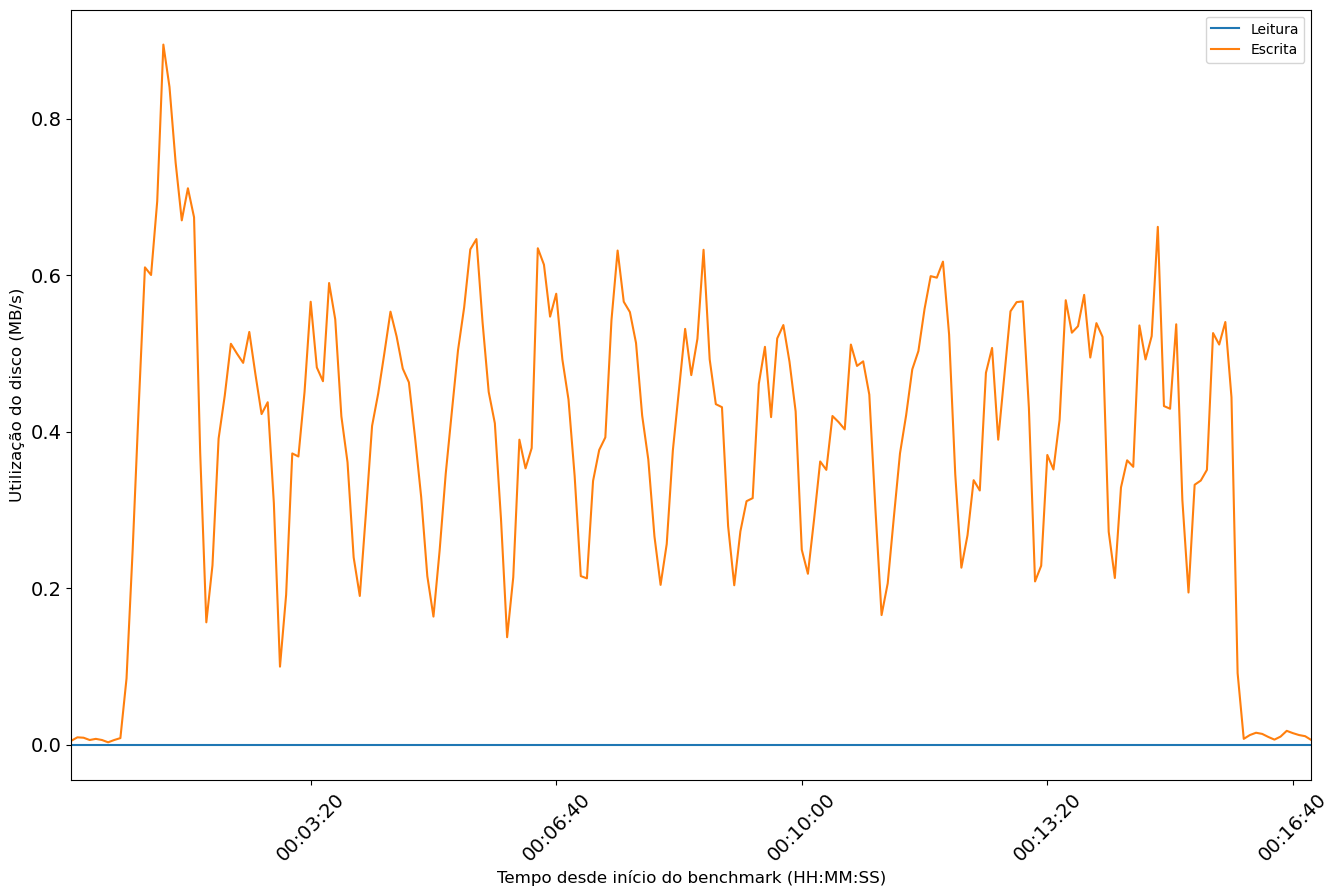 Leitura
Escrita
Utilização do disco (MB/s)
0.8
0.6
0.4
0.2
0.0
00:03:20
00:06:40
00:10:00
00:13:20
00:16:40
Tempo desde início do benchmark (HH:MM:SS)